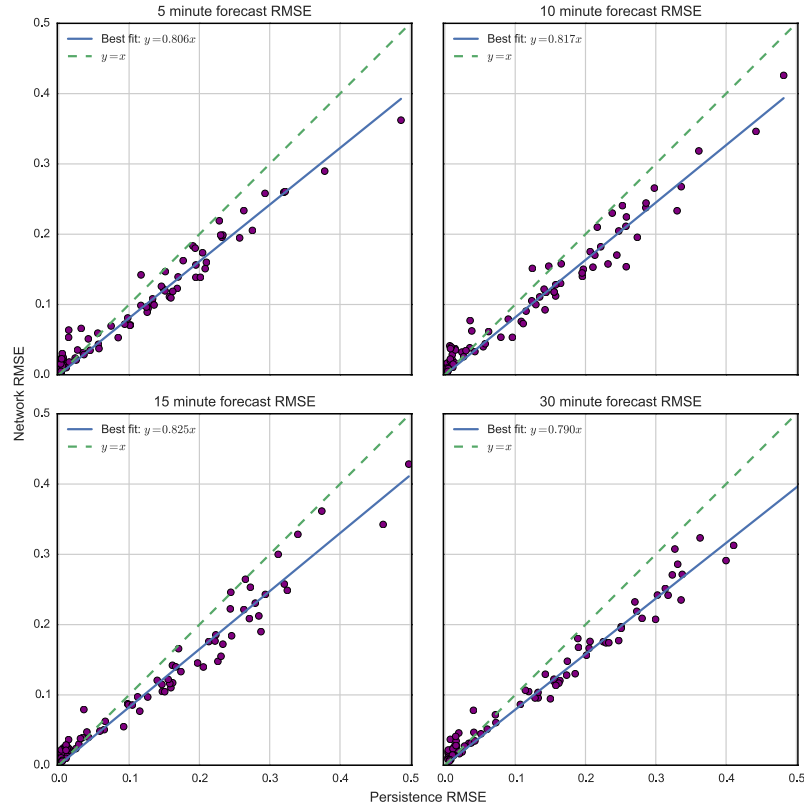 5 minute forecast RMSE
10 minute forecast RMSE
0.5
0.4
0.3
0.2
0.1
0.0
Best fit: y=0.806x
y=x
Best fit: y=0.817x
y=x
Network RMSE
15 minute forecast RMSE
30 minute forecast RMSE
0.5
0.4
0.3
0.2
0.1
0.0
Best fit: y=0.825x
y=x
Best fit: y=0.790x
y=x
0.0 0.1 0.2 0.3 0.4 0.5
0.0 0.1 0.2 0.3 0.4 0.5
Persistence RMSE